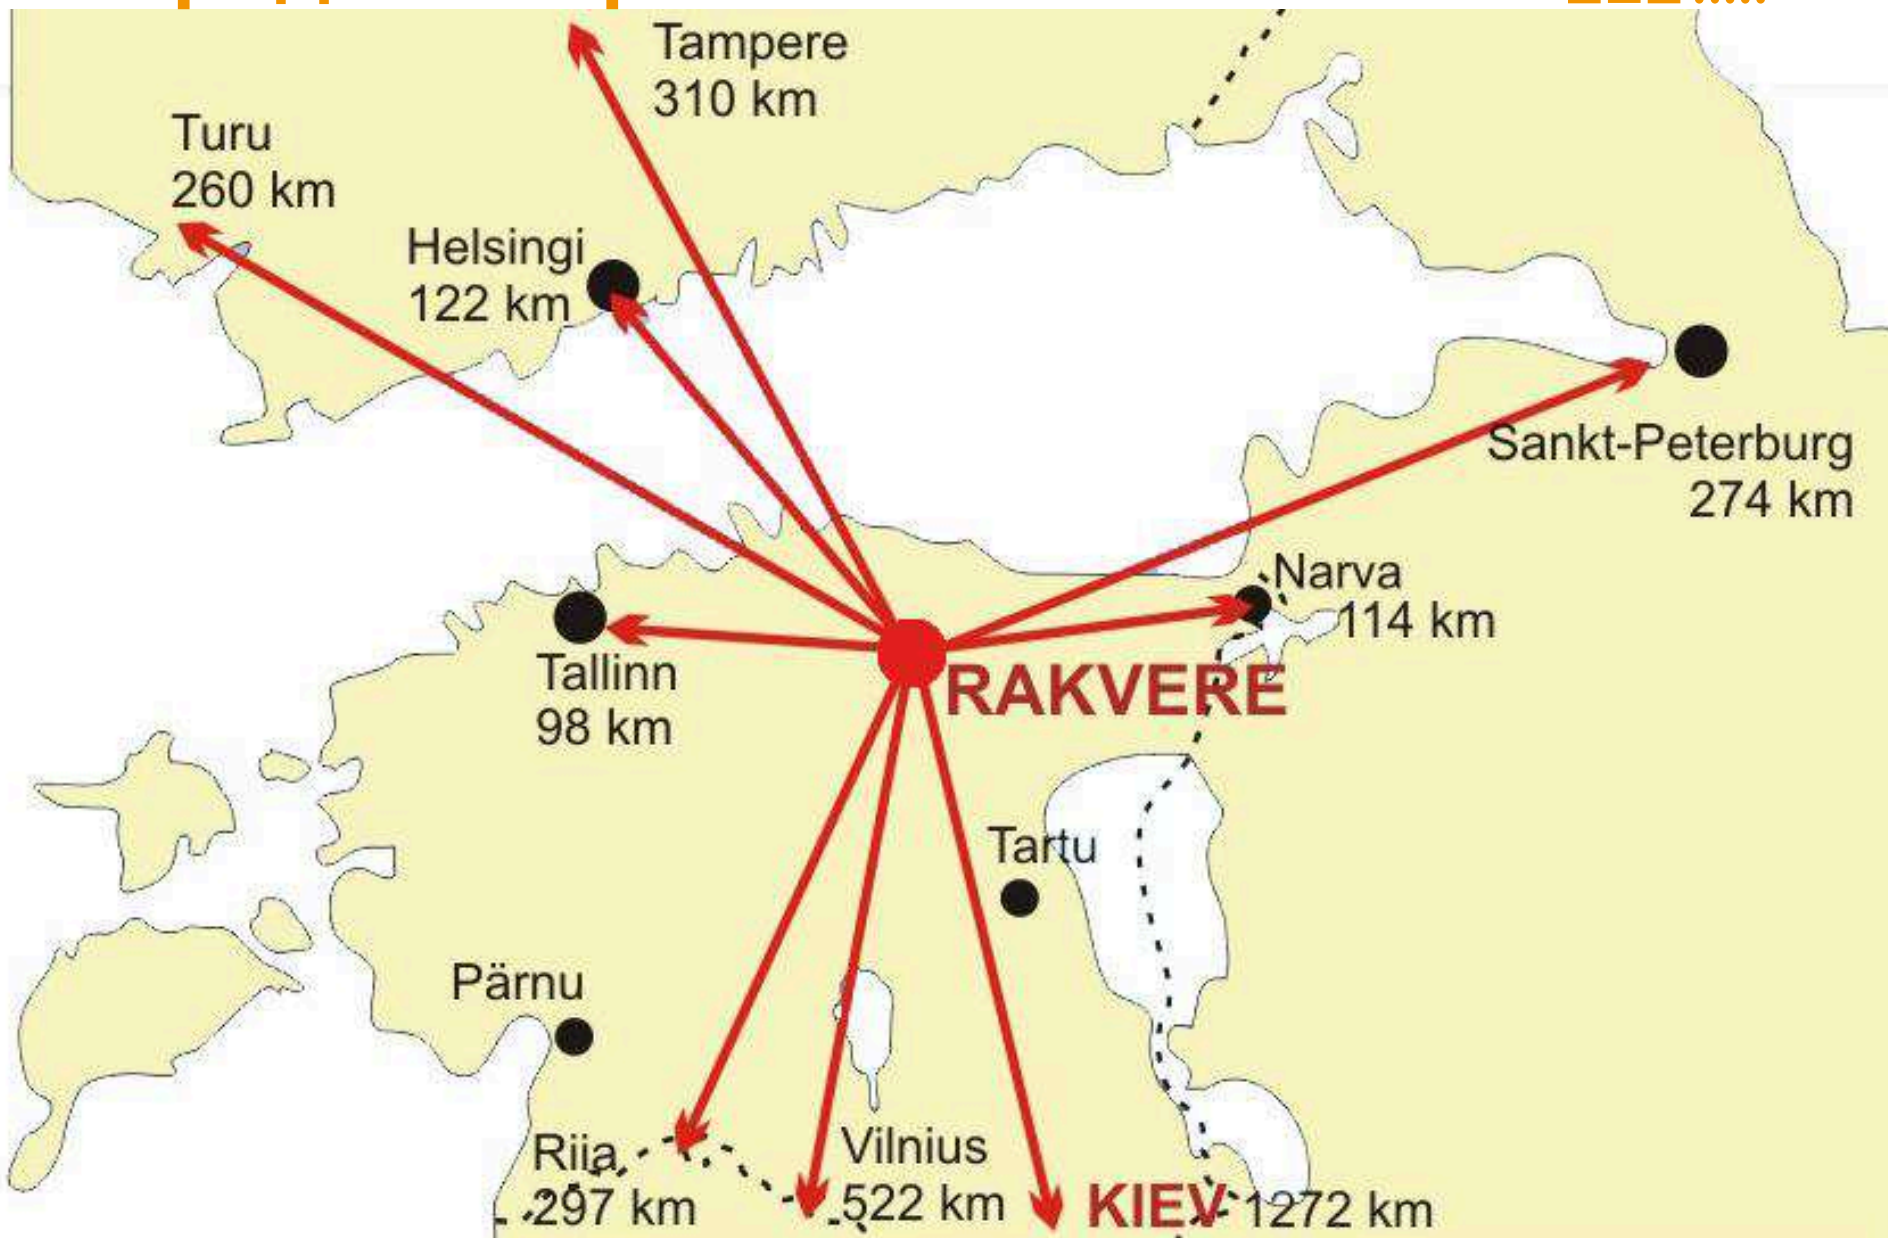 Tampere
310 km
Turu
260 km
Helsingi
122 km
Sankt-Peterburg
274 km
Narva
114 km
RAKVERE
Tallinn
98 km
Tartu
Pärnu
Riia
297 km
Vilnius
522 km
KIEV 1272 km